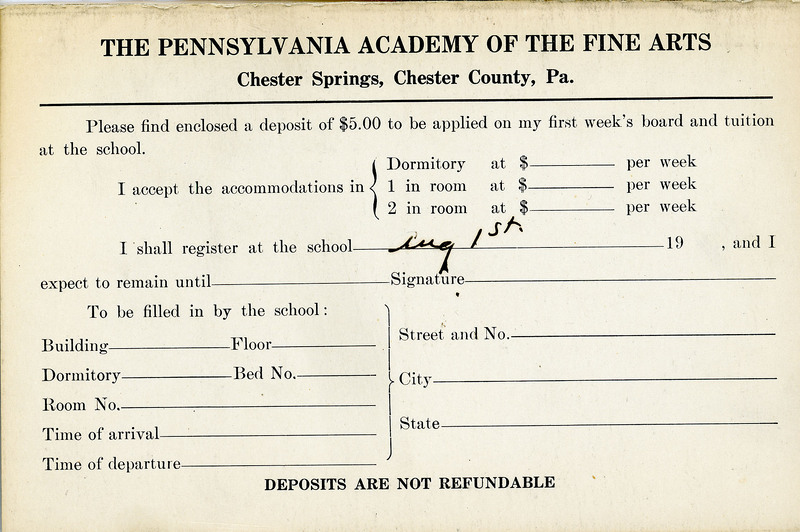 THE PENNSYLVANIA ACADEMY OF THE FINE ARTS
Chester Springs, Chester County, Pa.
Please find enclosed a deposit of $5.00 to be applied on my first week's board and tuition
at the school.
I accept the accommodations in { Dormitory at $ per week
1 in room at $ per week
2 in room at $ per week
I shall register at the school Aug 1st 19 , and I
expect to remain until Signature
To be filled in by the school:
Building Floor
Dormitory Bed No.
Room No.
Time of arrival
Time of departure
Street and No.
City
State
DEPOSITS ARE NOT REFUNDABLE